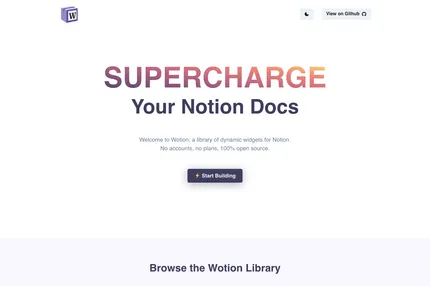 W
View on Github
SUPERCHARGE
Your Notion Docs
Welcome to Wotion; a library of dynamic widgets for Notion.
No accounts, no plans, 100% open source.
⚡ Start Building
Browse the Wotion Library